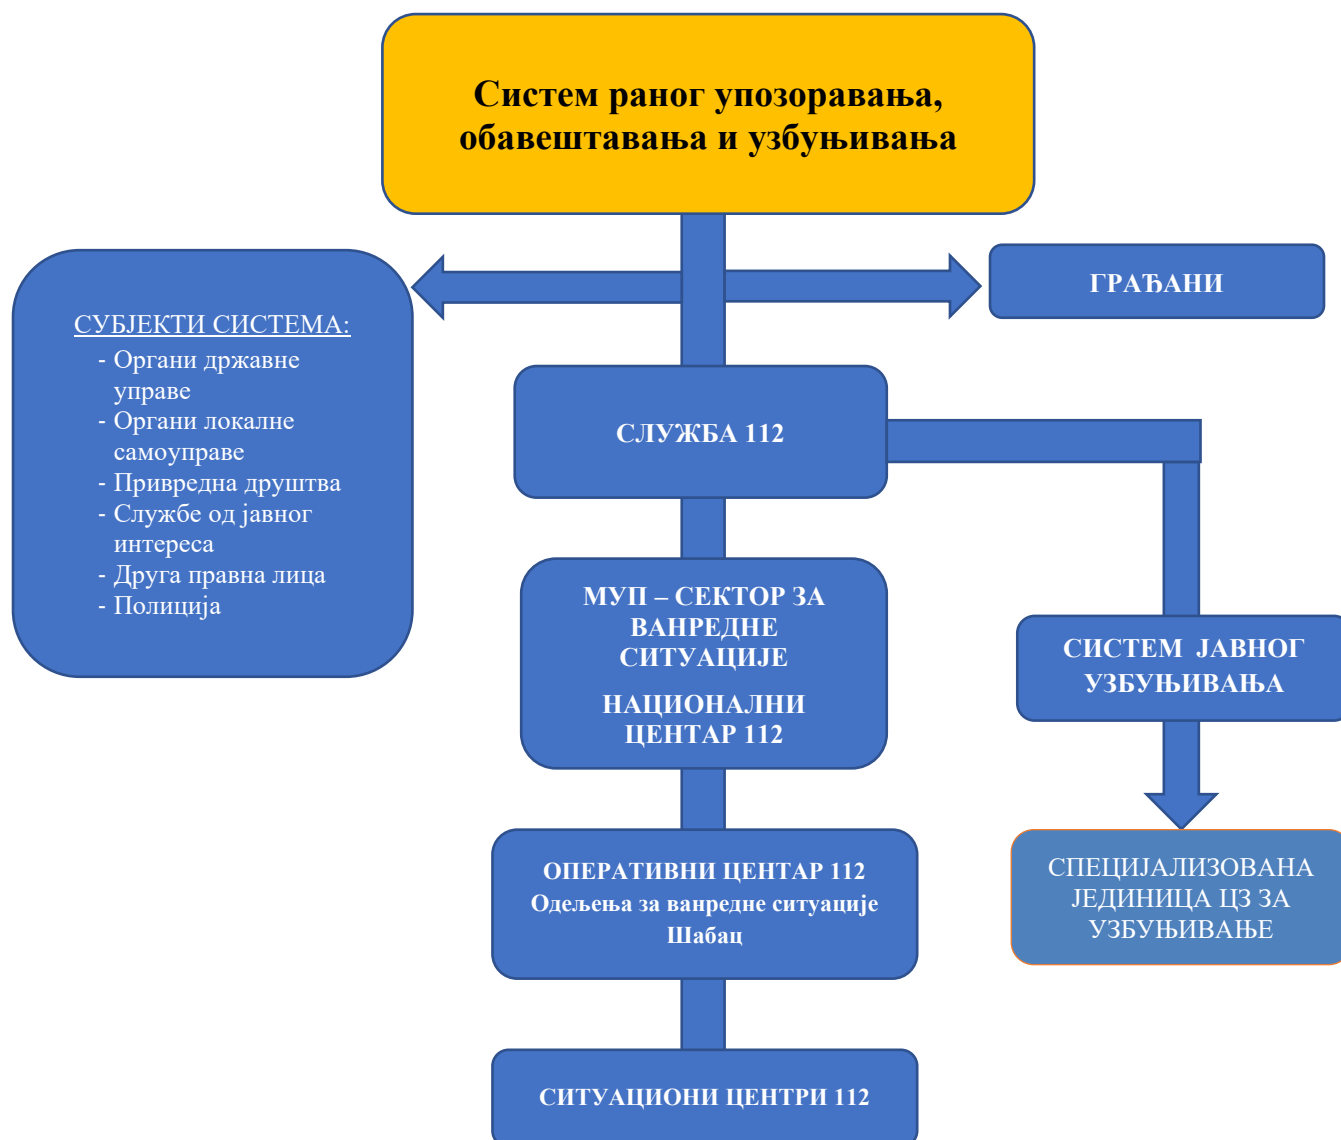 Систем раног упозоравања,
обавештавања и узбуњивања
СУБЈЕКТИ СИСТЕМА:
- Органи државне
управе
- Органи локалне
самоуправе
- Привредна друштва
- Службе од јавног
интереса
- Друга правна лица
- Полиција
ГРАЂАНИ
СЛУЖБА 112
МУП – СЕКТОР ЗА
ВАНРЕДНЕ
СИТУАЦИЈЕ
НАЦИОНАЛНИ
ЦЕНТАР 112
СИСТЕМ ЈАВНОГ
УЗБУЊИВАЊА
ОПЕРАТИВНИ ЦЕНТАР 112
Одељења за ванредне ситуације
Шабац
СПЕЦИЈАЛИЗОВАНА
ЈЕДИНИЦА ЦЗ ЗА
УЗБУЊИВАЊЕ
СИТУАЦИОНИ ЦЕНТРИ 112